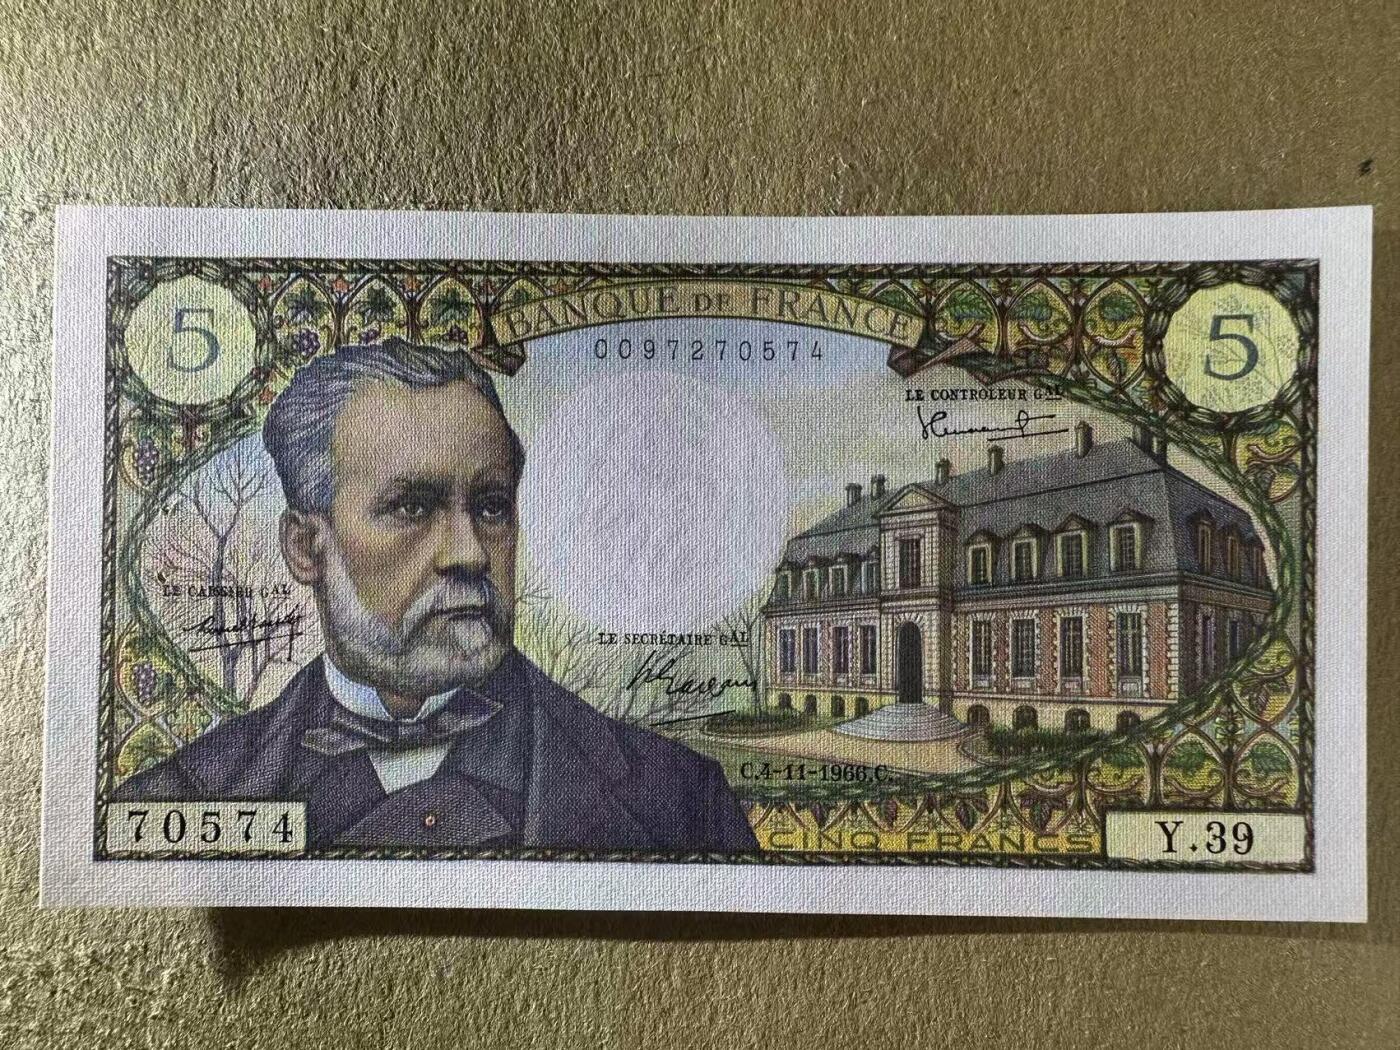 5
BANQUE DE FRANCE
5
0097270574
LE CONTROLEUR GAL
LE CAISSIER GAL
LE SECRÉTAIRE GAL
C.4-11-1966.C.
70574
CINQ FRANCS
Y.39